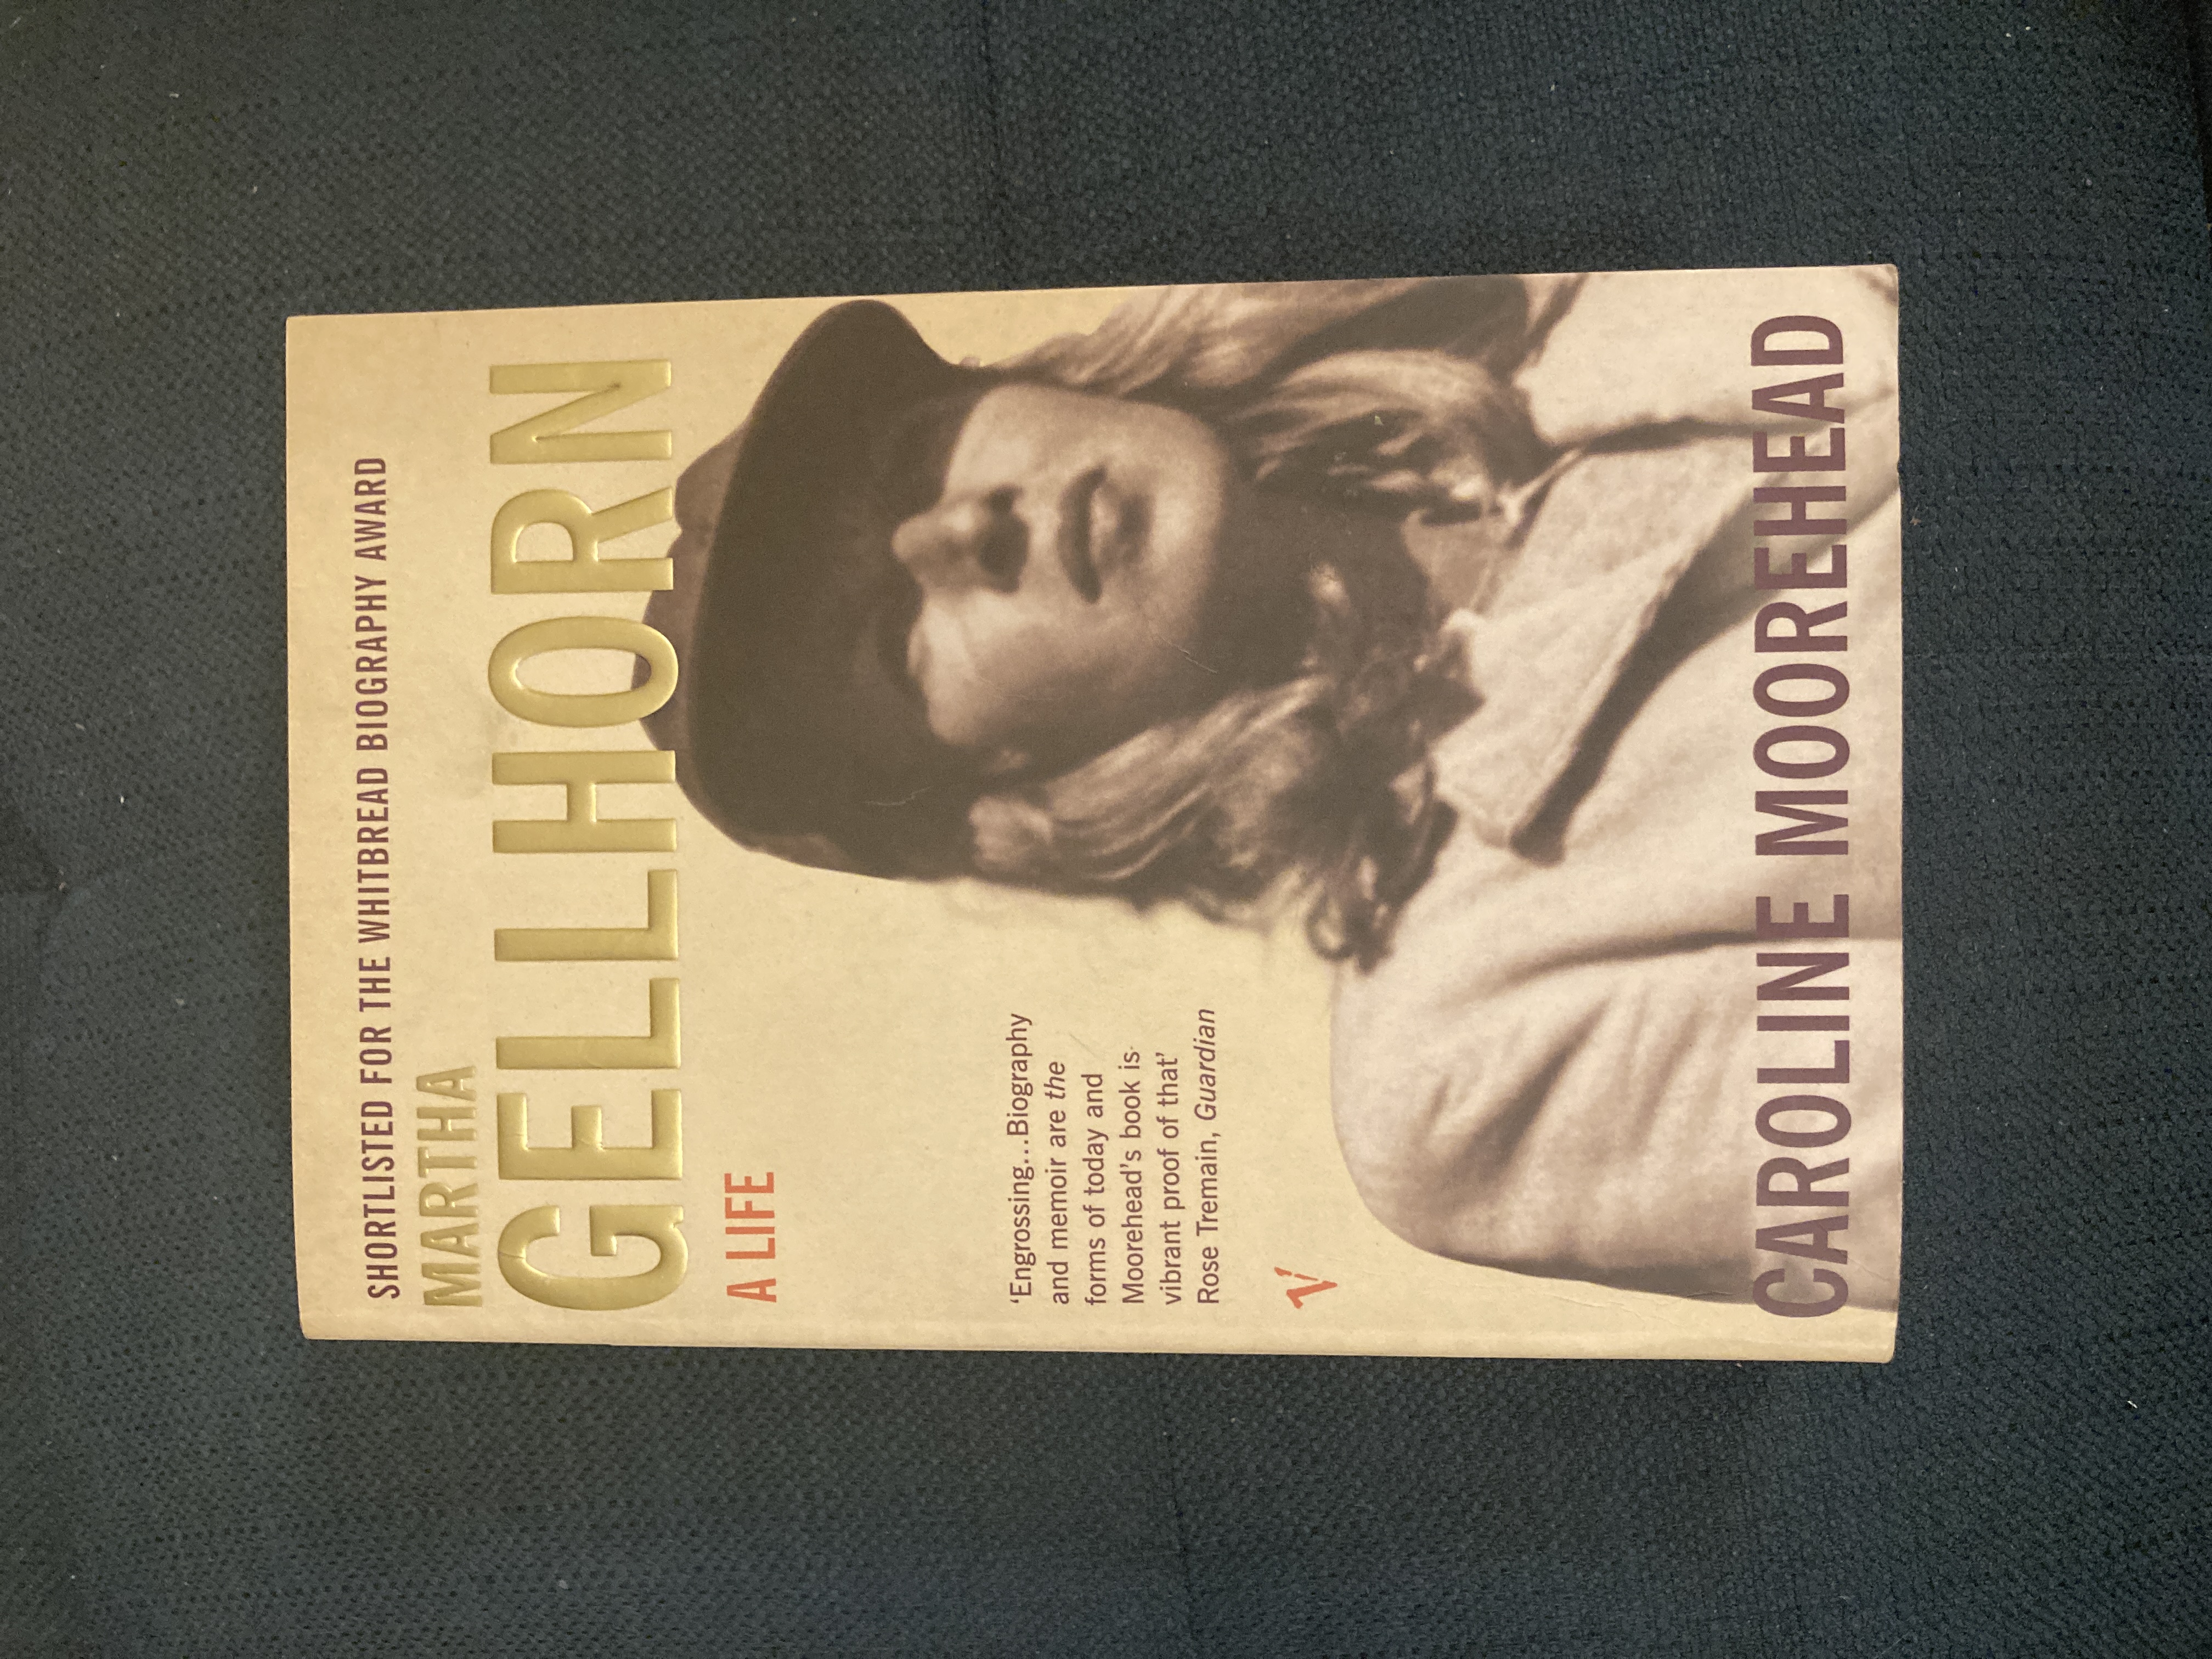 SHORTLISTED FOR THE WHITBREAD BIOGRAPHY AWARD
MARTHA
GELLHORN
A LIFE
'Engrossing...Biography
and memoir are the
forms of today and
Moorehead's book is
vibrant proof of that'
Rose Tremain, Guardian
V
CAROLINE MOOREHEAD